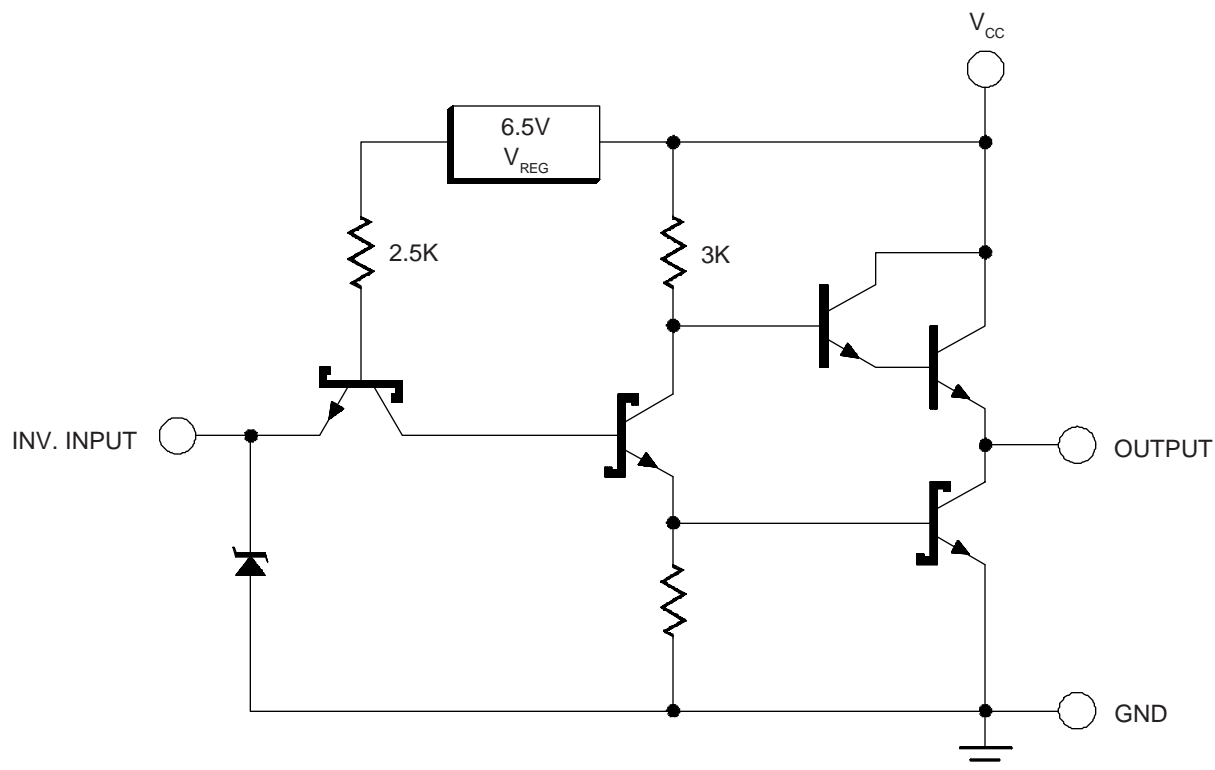 V_CC
6.5V
V_REG
2.5K
3K
INV. INPUT
OUTPUT
GND